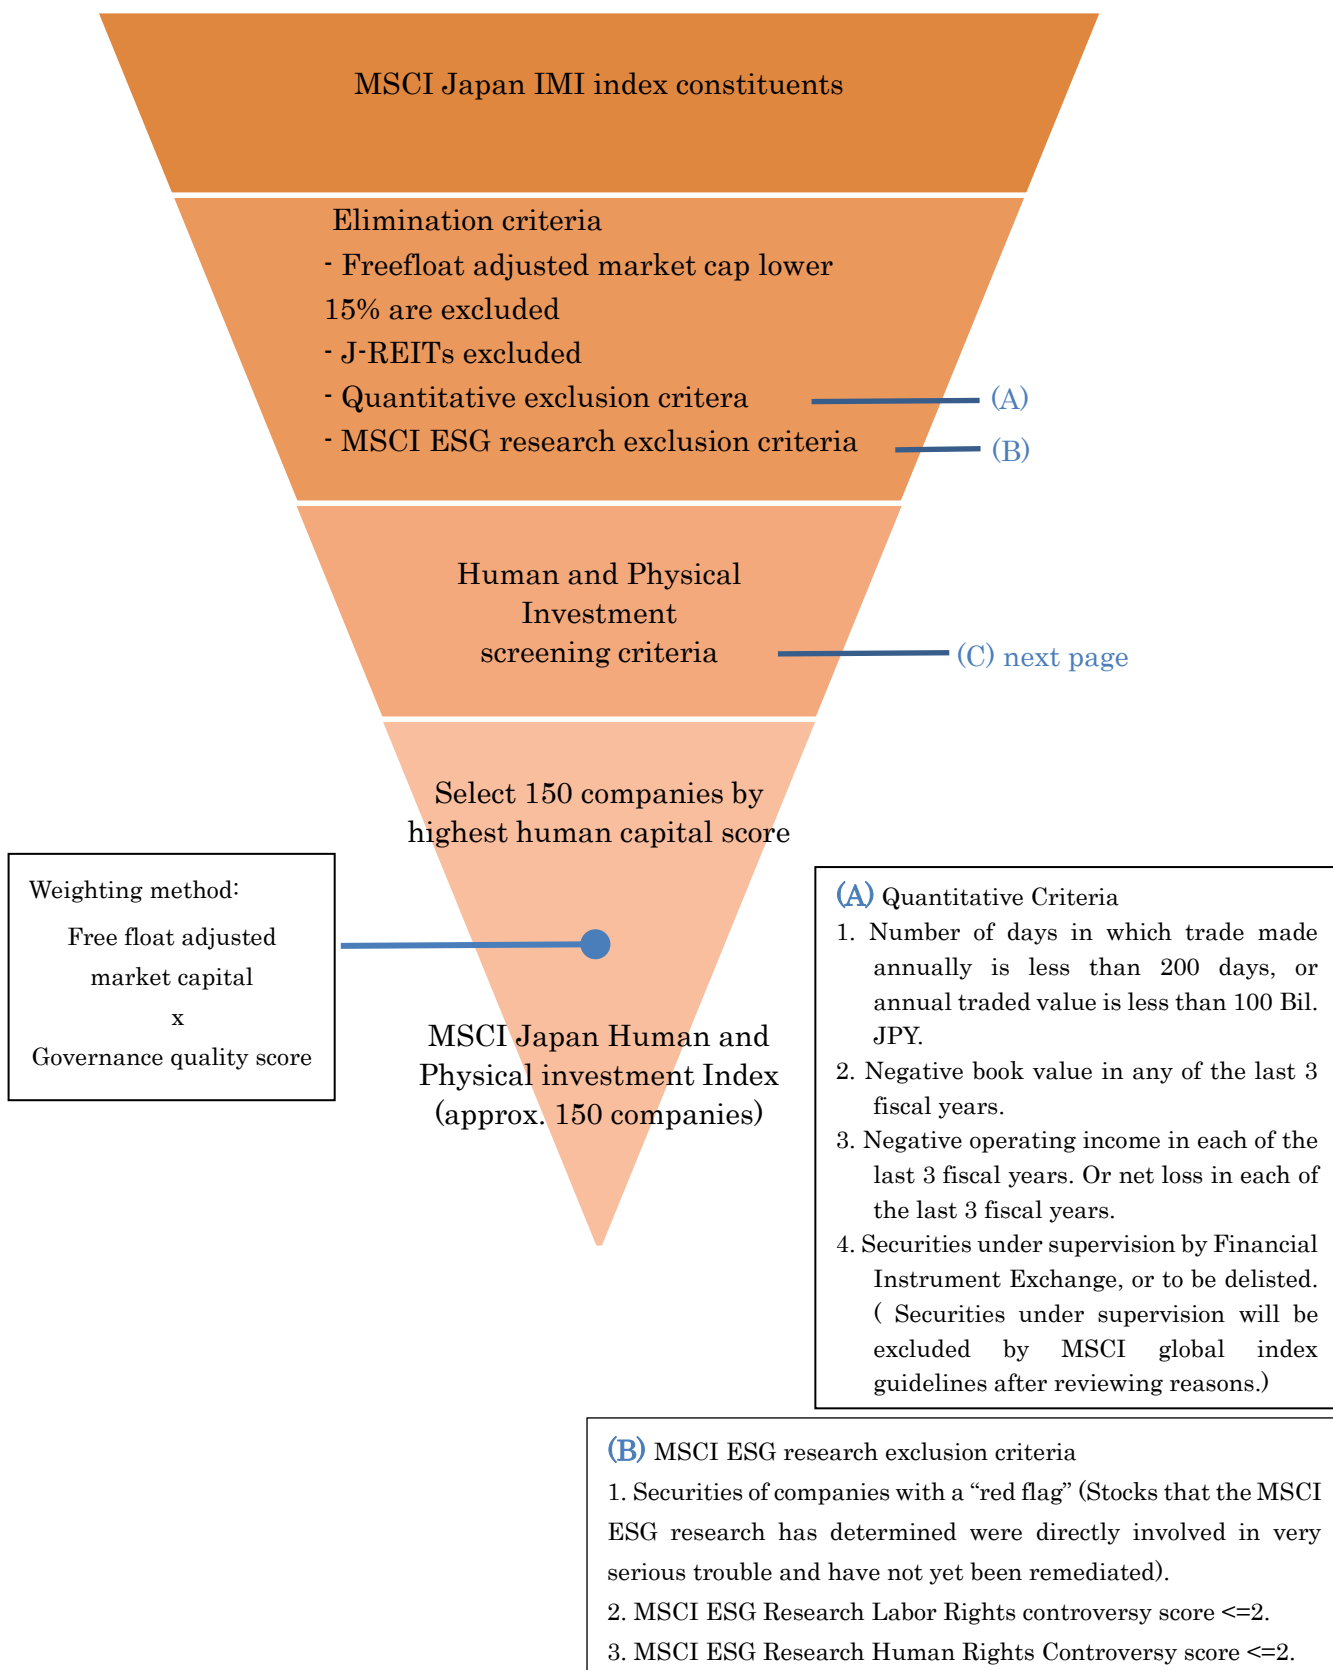 MSCI Japan IMI index constituents
Elimination criteria
- Freefloat adjusted market cap lower
15% are excluded
- J-REITs excluded
- Quantitative exclusion critera
(A)
- MSCI ESG research exclusion criteria
(B)
Human and Physical
Investment
screening criteria
(C) next page
Select 150 companies by
highest human capital score
Weighting method:
Free float adjusted
market capital
x
Governance quality score
MSCI Japan Human and
Physical investment Index
(approx. 150 companies)
(A) Quantitative Criteria
1. Number of days in which trade made
annually is less than 200 days, or
annual traded value is less than 100 Bil.
JPY.
2. Negative book value in any of the last 3
fiscal years.
3. Negative operating income in each of the
last 3 fiscal years. Or net loss in each of
the last 3 fiscal years.
4. Securities under supervision by Financial
Instrument Exchange, or to be delisted.
( Securities under supervision will be
excluded by MSCI global index
guidelines after reviewing reasons.)
(B) MSCI ESG research exclusion criteria
1. Securities of companies with a “red flag” (Stocks that the MSCI
ESG research has determined were directly involved in very
serious trouble and have not yet been remediated).
2. MSCI ESG Research Labor Rights controversy score <=2.
3. MSCI ESG Research Human Rights Controversy score <=2.